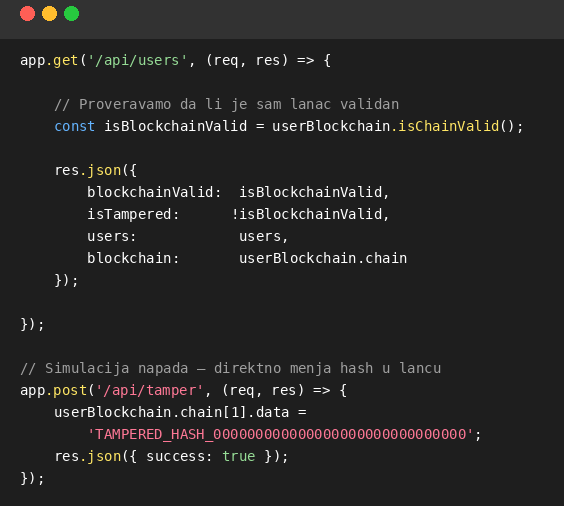 app.get('/api/users', (req, res) => {
// Proveravamo da li je sam lanac validan
const isBlockchainValid = userBlockchain.isChainValid();
res.json({
blockchainValid:  isBlockchainValid,
isTampered:      !isBlockchainValid,
users:            users,
blockchain:       userBlockchain.chain
});
});
// Simulacija napada — direktno menja hash u lancu
app.post('/api/tamper', (req, res) => {
userBlockchain.chain[1].data =
'TAMPERED_HASH_000000000000000000000000000000';
res.json({ success: true });
});